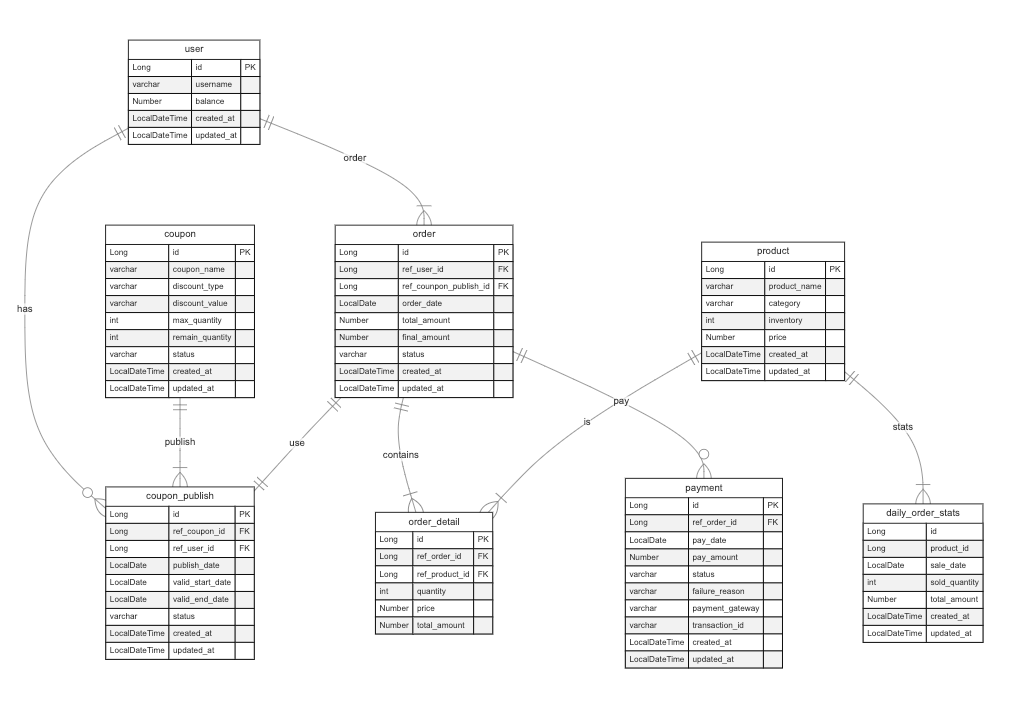 user
Long id PK
varchar username
Number balance
LocalDateTime created_at
LocalDateTime updated_at
order
has
coupon
Long id PK
varchar coupon_name
varchar discount_type
varchar discount_value
int max_quantity
int remain_quantity
varchar status
LocalDateTime created_at
LocalDateTime updated_at
order
Long id PK
Long ref_user_id FK
Long ref_counpon_publish_id FK
LocalDate order_date
Number total_amount
Number final_amount
varchar status
LocalDateTime created_at
LocalDateTime updated_at
product
Long id PK
varchar product_name
varchar category
int inventory
Number price
LocalDateTime created_at
LocalDateTime updated_at
pay
is
stats
publish
use
contains
coupon_publish
Long id PK
Long ref_coupon_id FK
Long ref_user_id FK
LocalDate publish_date
LocalDate valid_start_date
LocalDate valid_end_date
varchar status
LocalDateTime created_at
LocalDateTime updated_at
order_detail
Long id PK
Long ref_order_id FK
Long ref_product_id FK
int quantity
Number price
Number total_amount
payment
Long id PK
Long ref_order_id FK
LocalDate pay_date
Number pay_amount
varchar status
varchar failure_reason
varchar payment_gateway
varchar transaction_id
LocalDateTime created_at
LocalDateTime updated_at
daily_order_stats
Long id
Long product_id
LocalDate sale_date
int sold_quantity
Number total_amount
LocalDateTime created_at
LocalDateTime updated_at